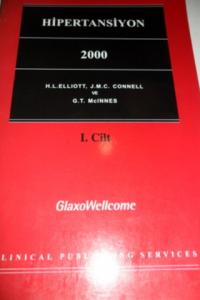 HİPERTANSİYON
2000
H.L.ELLIOTT, J.M.C. CONNELL
VE
G.T. McINNES
I. Cilt
GlaxoWellcome
LINICAL PUBLISHING SERVICES